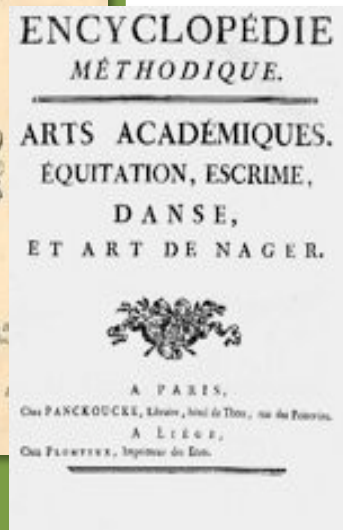 ENCYCLOPÉDIE
MÉTHODIQUE.
ARTS ACADÉMIQUES.
ÉQUITATION, ESCRIME,
DANSE,
ET ART DE NAGER.
A PARIS,
Chez PANCKOUCKE, Libraire, hôtel de Thou, rue des Poitevins.
A LIÈGE,
Chez PLOMTEUX, Imprimeur des Etats.